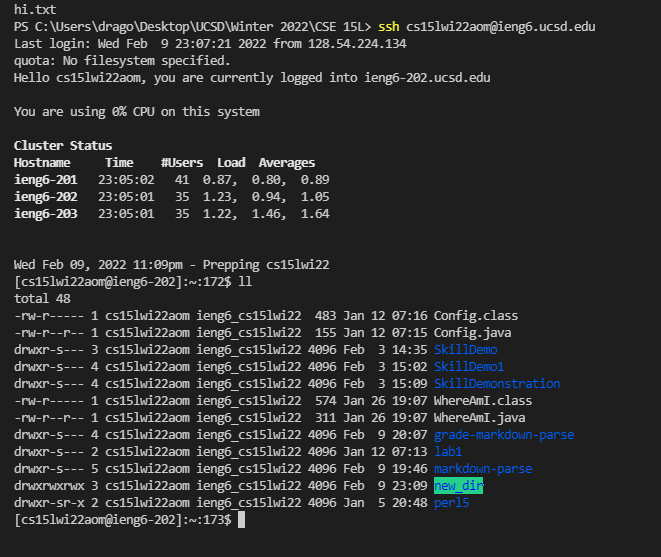 hi.txt
PS C:\Users\drago\Desktop\UCSD\Winter 2022\CSE 15L> ssh cs15lwi22aom@ieng6.ucsd.edu
Last login: Wed Feb  9 23:07:21 2022 from 128.54.224.134
quota: No filesystem specified.
Hello cs15lwi22aom, you are currently logged into ieng6-202.ucsd.edu

You are using 0% CPU on this system

Cluster Status
Hostname     Time    #Users  Load  Averages
ieng6-201   23:05:02   41  0.87,  0.80,  0.89
ieng6-202   23:05:01   35  1.23,  0.94,  1.05
ieng6-203   23:05:01   35  1.22,  1.46,  1.64

Wed Feb 09, 2022 11:09pm - Prepping cs15lwi22
[cs15lwi22aom@ieng6-202]:~:172$ ll
total 48
-rw-r----- 1 cs15lwi22aom ieng6_cs15lwi22  483 Jan 12 07:16 Config.class
-rw-r--r-- 1 cs15lwi22aom ieng6_cs15lwi22  155 Jan 12 07:15 Config.java
drwxr-s--- 3 cs15lwi22aom ieng6_cs15lwi22 4096 Feb  3 14:35 SkillDemo
drwxr-s--- 4 cs15lwi22aom ieng6_cs15lwi22 4096 Feb  3 15:02 SkillDemo1
drwxr-s--- 4 cs15lwi22aom ieng6_cs15lwi22 4096 Feb  3 15:09 SkillDemonstration
-rw-r----- 1 cs15lwi22aom ieng6_cs15lwi22  574 Jan 26 19:07 WhereAmI.class
-rw-r--r-- 1 cs15lwi22aom ieng6_cs15lwi22  311 Jan 26 19:07 WhereAmI.java
drwxr-s--- 4 cs15lwi22aom ieng6_cs15lwi22 4096 Feb  9 20:07 grade-markdown-parse
drwxr-s--- 2 cs15lwi22aom ieng6_cs15lwi22 4096 Jan 12 07:13 lab1
drwxr-s--- 5 cs15lwi22aom ieng6_cs15lwi22 4096 Feb  9 19:46 markdown-parse
drwxrwxrwx 3 cs15lwi22aom ieng6_cs15lwi22 4096 Feb  9 23:09 new_dir
drwxr-sr-x 2 cs15lwi22aom ieng6_cs15lwi22 4096 Jan  5 20:48 perl5
[cs15lwi22aom@ieng6-202]:~:173$